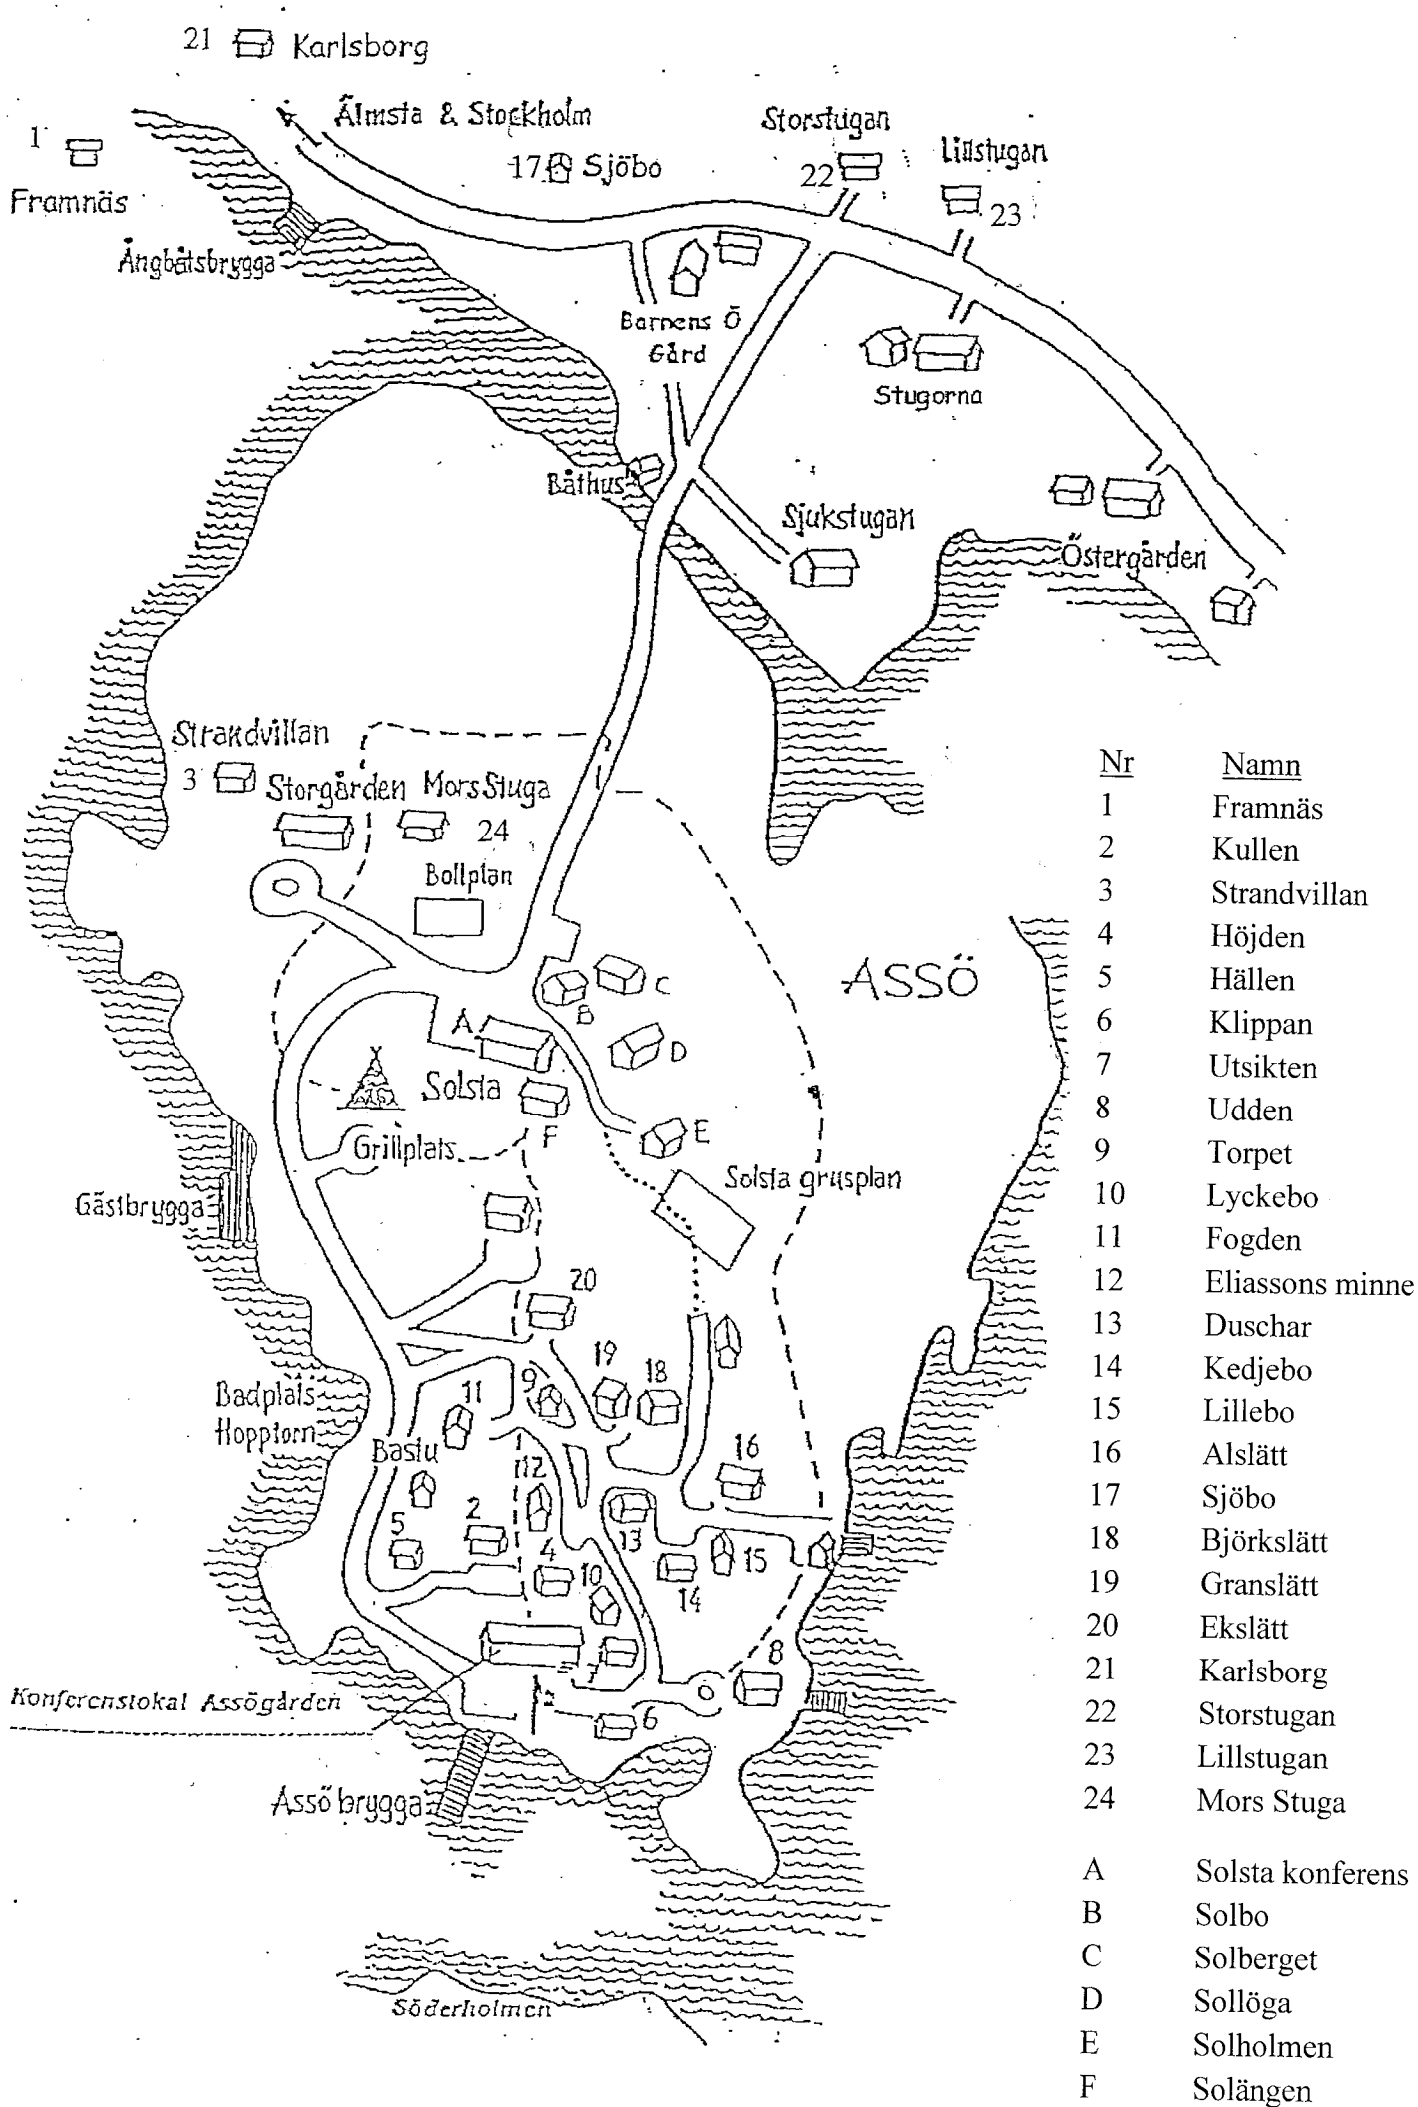 21 Karlsborg
Älmsta & Stockholm
Storstugan
1
17 Sjöbo
Lillstugan
22
Framnäs
23
Ångbåtsbrygga
Barnens Ö
Gård
Stugorna
Båthus
Sjukstugan
Östergården
Strandvillan
3
Storgården
Mors Stuga
24
Bollplan
ASSÖ
C
B
A
D
Solsta
F
E
Grillplats
Solsta grusplan
Gästbrygga
20
19
18
Badplats
Hopptorn
11
9
Bastu
12
16
5
2
13
4
15
10
14
7
8
Konferenslokal Assögården
6
Assöbrygga
Söderholmen
Nr Namn
1 Framnäs
2 Kullen
3 Strandvillan
4 Höjden
5 Hällen
6 Klippan
7 Utsikten
8 Udden
9 Torpet
10 Lyckebo
11 Fogden
12 Eliassons minne
13 Duschar
14 Kedjebo
15 Lillebo
16 Alslätt
17 Sjöbo
18 Björkslätt
19 Granslätt
20 Ekslätt
21 Karlsborg
22 Storstugan
23 Lillstugan
24 Mors Stuga
A Solsta konferens
B Solbo
C Solberget
D Sollöga
E Solholmen
F Solängen